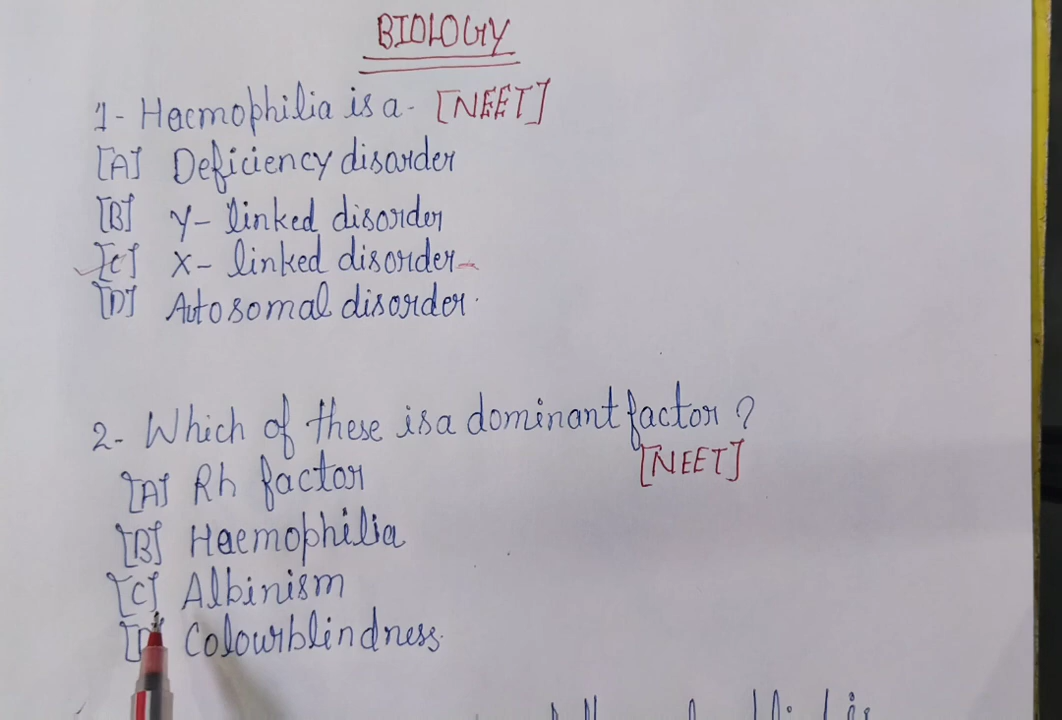 BIOLOGY
1- Haemophilia is a- [NEET]
[A] Deficiency disorder
[B] Y- linked disorder
[C] X- linked disorder
[D] Autosomal disorder.
2- Which of these is a dominant factor ?
[NEET]
[A] Rh factor
[B] Haemophilia
[C] Albinism
[D] Colourblindness.